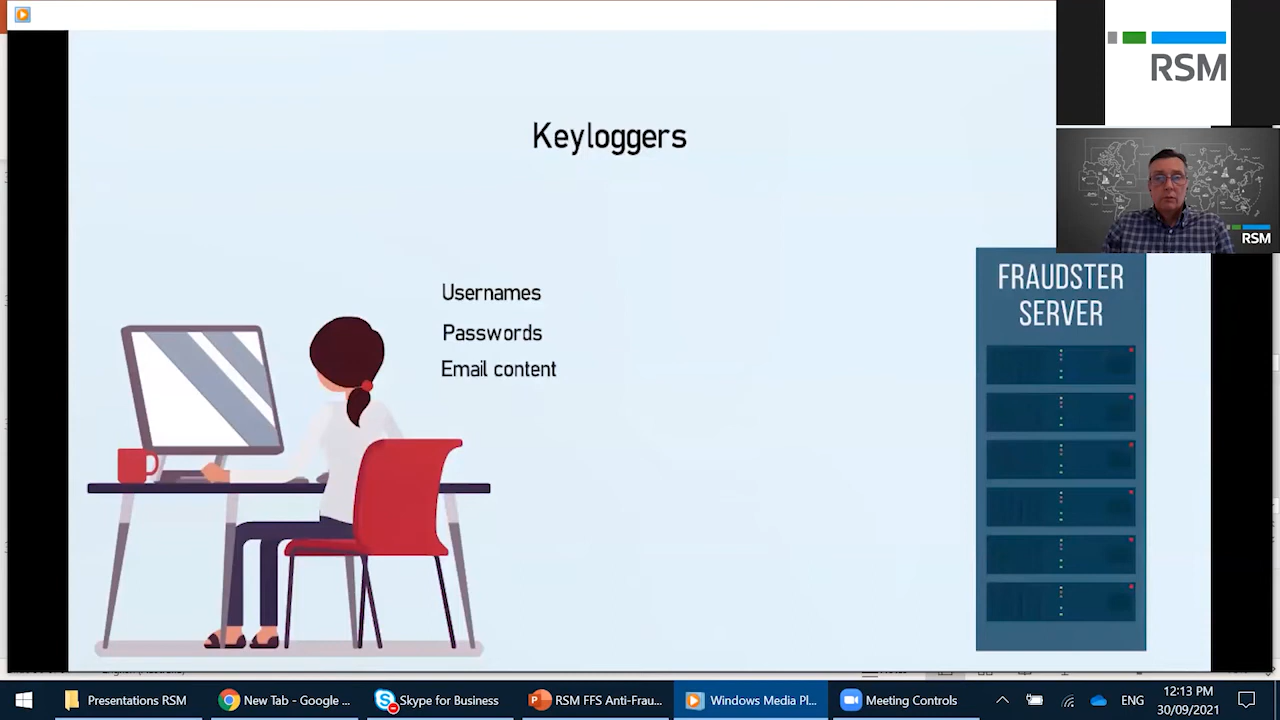 RSM
Keyloggers
RSM
Usernames
Passwords
Email content
FRAUDSTER
SERVER
Presentations RSM
New Tab - Google ...
Skype for Business
RSM FFS Anti-Frau...
Windows Media Pl...
Meeting Controls
ENG
12:13 PM
30/09/2021